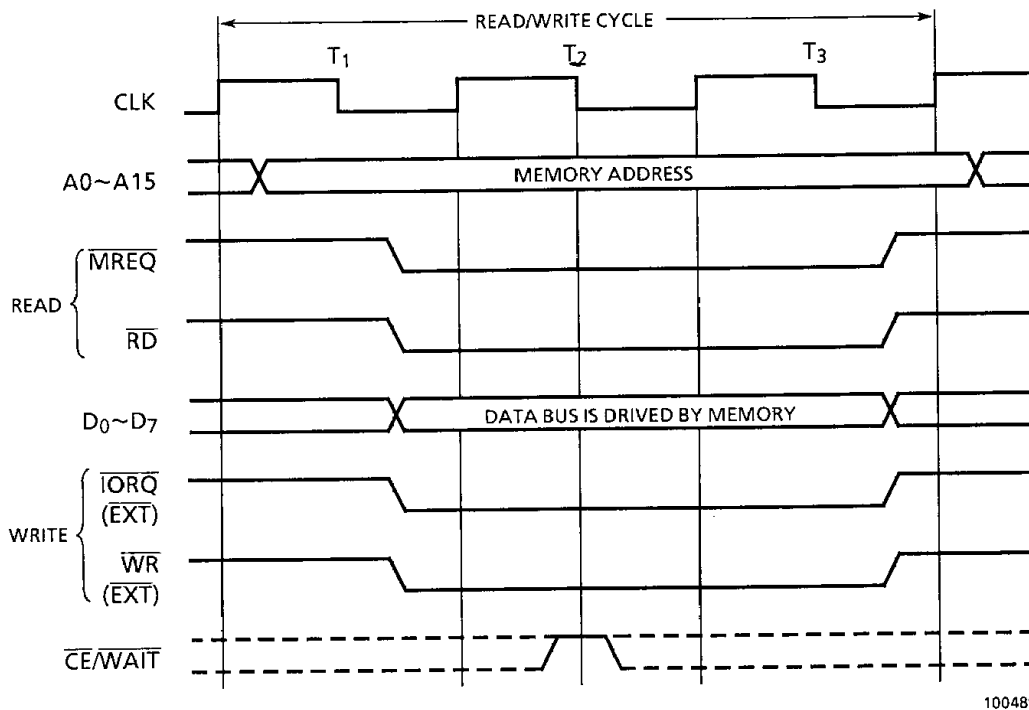 READ/WRITE CYCLE
T1 T2 T3
CLK
A0~A15 MEMORY ADDRESS
MREQ
READ
RD
D0~D7 DATA BUS IS DRIVED BY MEMORY
IORQ
(EXT)
WRITE
WR
(EXT)
CE/WAIT
100489